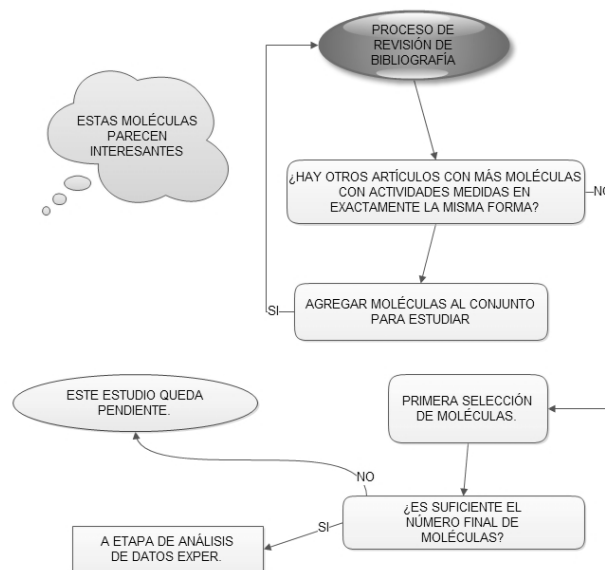 PROCESO DE
REVISIÓN DE
BIBLIOGRAFÍA
ESTAS MOLÉCULAS
PARECEN
INTERESANTES
¿HAY OTROS ARTÍCULOS CON MÁS MOLÉCULAS
CON ACTIVIDADES MEDIDAS EN
EXACTAMENTE LA MISMA FORMA?
NO
SI
AGREGAR MOLÉCULAS AL CONJUNTO
PARA ESTUDIAR
ESTE ESTUDIO QUEDA
PENDIENTE.
PRIMERA SELECCIÓN
DE MOLÉCULAS.
NO
¿ES SUFICIENTE EL
NÚMERO FINAL DE
MOLÉCULAS?
SI
A ETAPA DE ANÁLISIS
DE DATOS EXPER.